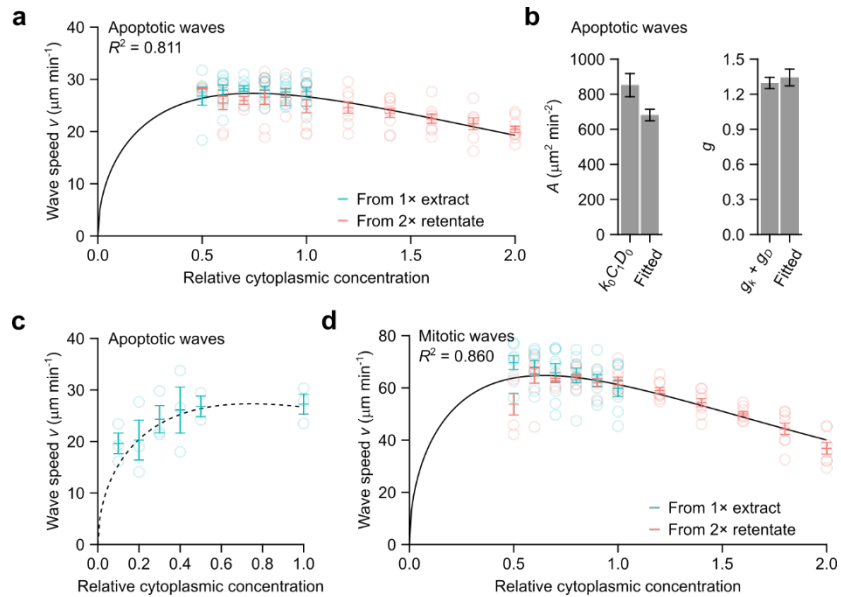 a
Apoptotic waves
R² = 0.811
Wave speed v (μm min⁻¹)
40
30
20
10
0
From 1× extract
From 2× retentate
0.0 0.5 1.0 1.5 2.0
Relative cytoplasmic concentration
b
Apoptotic waves
A (μm² min⁻²)
1000
800
600
400
200
0
k₀C₁D₀
Fitted
g
1.5
1.2
0.9
0.6
0.3
0.0
gₖ + g_D
Fitted
c
Apoptotic waves
Wave speed v (μm min⁻¹)
40
30
20
10
0
0.0 0.2 0.4 0.6 0.8 1.0
Relative cytoplasmic concentration
d
Mitotic waves
R² = 0.860
Wave speed v (μm min⁻¹)
80
60
40
20
0
From 1× extract
From 2× retentate
0.0 0.5 1.0 1.5 2.0
Relative cytoplasmic concentration